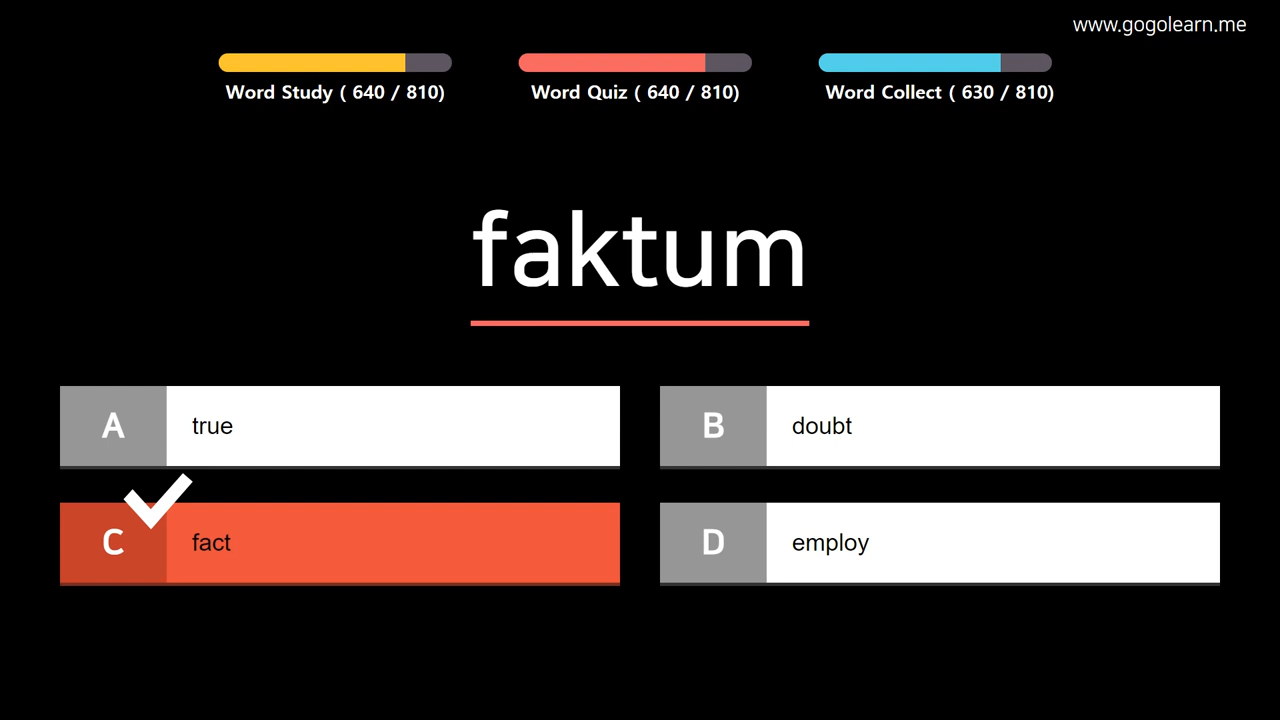 www.gogolearn.me
Word Study ( 640 / 810)
Word Quiz ( 640 / 810)
Word Collect ( 630 / 810)
faktum
A true
B doubt
C fact
D employ